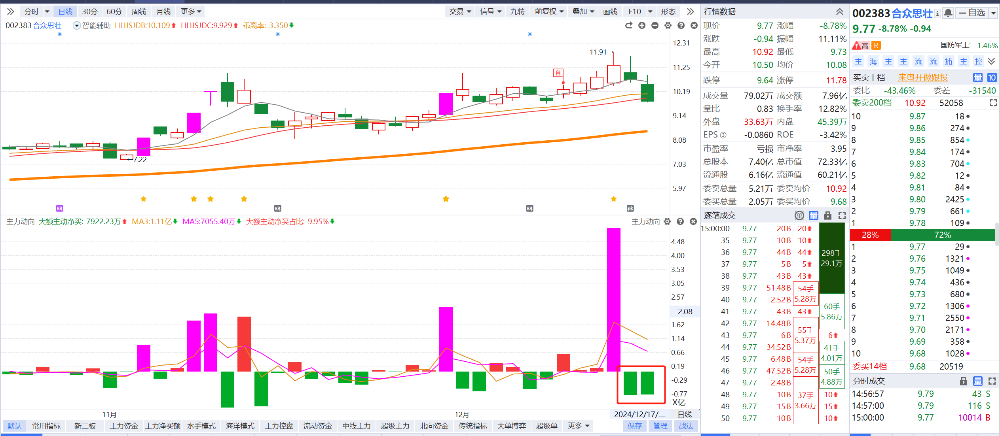 分时 日线 30分 60分 周线 月线 更多 交易 信号 九转 前复权 叠加 画线 F10 形态
002383 合众思壮 智能辅助 HHJSJDB:10.109 HHJSJDC:9.929 乖离率:-3.350
12.31
11.91→
11.25
自
10.19
9.14
8.08
←7.22
7.03
5.97
叠 叠 叠 叠
主力动向 大额主动净买:-7922.23万 MA3:1.11亿 MA5:7055.40万 大额主动净买占比:-9.95% 主力动向
4.48
4.00
3.53
3.05
2.57
2.08
1.62
1.14
0.66
0.19
-0.29
-0.77
X亿
11月 12月 2024/12/17/二 日线
默认 常用指标 新三板 主力资金 主力净买额 水手模式 海洋模式 主力控盘 流动资金 中线主力 超级主力 北向资金 传统指标 大单博弈 超级单 更多 保存 管理 战法
行情数据
现价 9.77 涨幅 -8.78%
涨跌 -0.94 振幅 11.11%
最高 10.92 最低 9.73
今开 10.50 均价 10.08
跌停 9.64 涨停 11.78
成交量 79.02万 成交额 7.96亿
量比 0.83 换手率 12.82%
外盘 33.63万 内盘 45.39万
EPS③ -0.0860 ROE -3.42%
市盈率 亏损 市净率 3.95
总股本 7.40亿 总市值 72.33亿
流通股 6.16亿 流通值 60.21亿
委卖总量 5.21万 委卖均价 10.92
委买总量 2.05万 委买均价 9.68
逐笔成交 单 量
15:00:00 9.77 20 B 20
35 9.77 10 B 10
36 9.77 44 B 44
37 9.77 5 B 5
38 9.77 43 B 43
39 9.77 51.48 B
40 9.77 2.52 B
41 9.77 43 B 43
42 9.77 14.48 B
43 9.77 6 B 6
44 9.77 34.52 B
45 9.77 6.48 B
46 9.77 47.52 B
47 9.77 2.48 B
48 9.77 10 B 10
49 9.77 15 B 15
50 9.77 10 B 10
54手
5.28万
55手
5.37万
54手
5.28万
37手
3.66万
298手
29.1万
60手
5.86万
41手
4.01万
50手
4.88万
002383 合众思壮 i 自选
9.77 -8.78% -0.94
高 R 国防军工: -1.46%
主 海 主 主 流 流 捕 主 控
买卖十档 来粤开做跟投 量 10
委比 -43.46% 委差 -31540
委卖200档 10.92 52058
10 9.87 18
9 9.86 274
8 9.85 854
7 9.84 174
6 9.83 704
5 9.82 12
4 9.81 84
3 9.80 2425
2 9.79 661
1 9.78 109
28% 72%
1 9.77 29
2 9.76 1321
3 9.75 1049
4 9.74 436
5 9.73 680
6 9.72 1306
7 9.71 2550
8 9.70 2171
9 9.69 358
10 9.68 1028
委买14档 9.68 20519
分时成交 量
14:56:57 9.79 43 S
14:57:00 9.79 116 S
15:00:00 9.77 10014 B